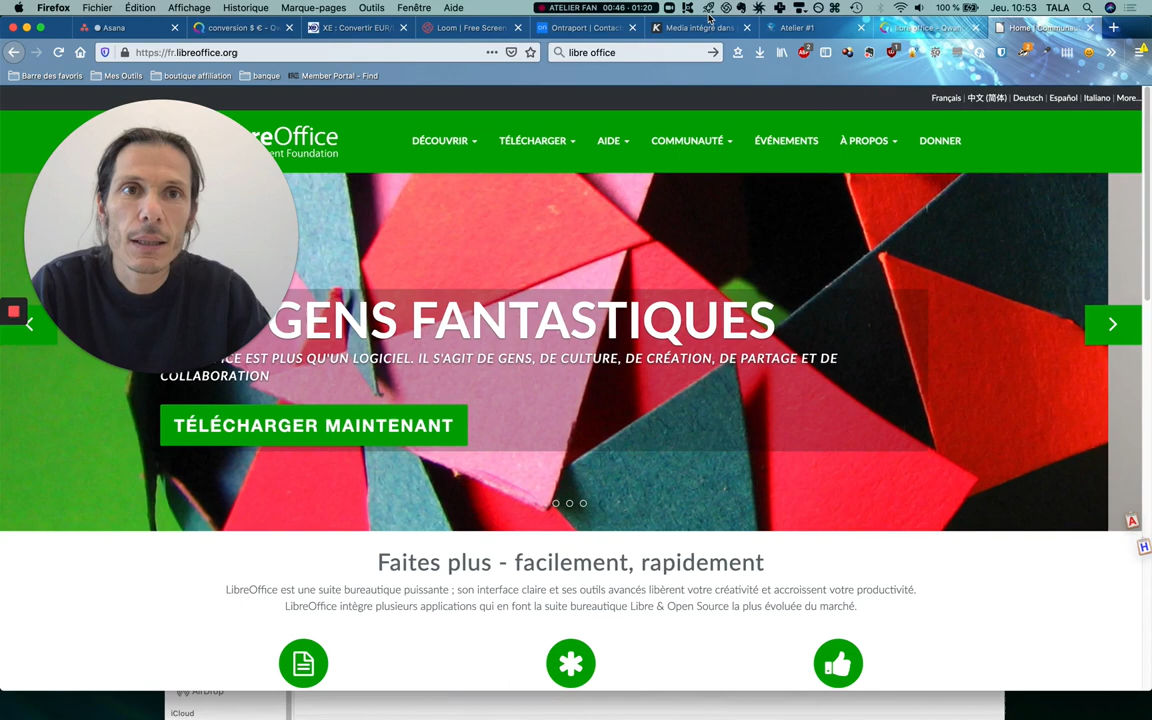 Firefox Fichier Édition Affichage Historique Marque-pages Outils Fenêtre Aide ATELIER FAN 00:46 - 01:20 100 % Jeu. 10:53 TALA
Asana conversion $ € - Qw XE : Convertir EUR/ Loom | Free Screen Ontraport | Contac Media intégré dans Atelier #1 Libre office - Qwan Home | Communau
https://fr.libreoffice.org libre office
Barre des favoris Mes Outils boutique affiliation banque Member Portal - Find
Français | 中文 (简体) | Deutsch | Español | Italiano | More...
reOffice
ent Foundation
DÉCOUVRIR TÉLÉCHARGER AIDE COMMUNAUTÉ ÉVÉNEMENTS À PROPOS DONNER
GENS FANTASTIQUES
ICE EST PLUS QU'UN LOGICIEL. IL S'AGIT DE GENS, DE CULTURE, DE CRÉATION, DE PARTAGE ET DE
COLLABORATION
TÉLÉCHARGER MAINTENANT
A
H
Faites plus - facilement, rapidement
LibreOffice est une suite bureautique puissante ; son interface claire et ses outils avancés libèrent votre créativité et accroissent votre productivité.
LibreOffice intègre plusieurs applications qui en font la suite bureautique Libre & Open Source la plus évoluée du marché.
AirDrop
iCloud